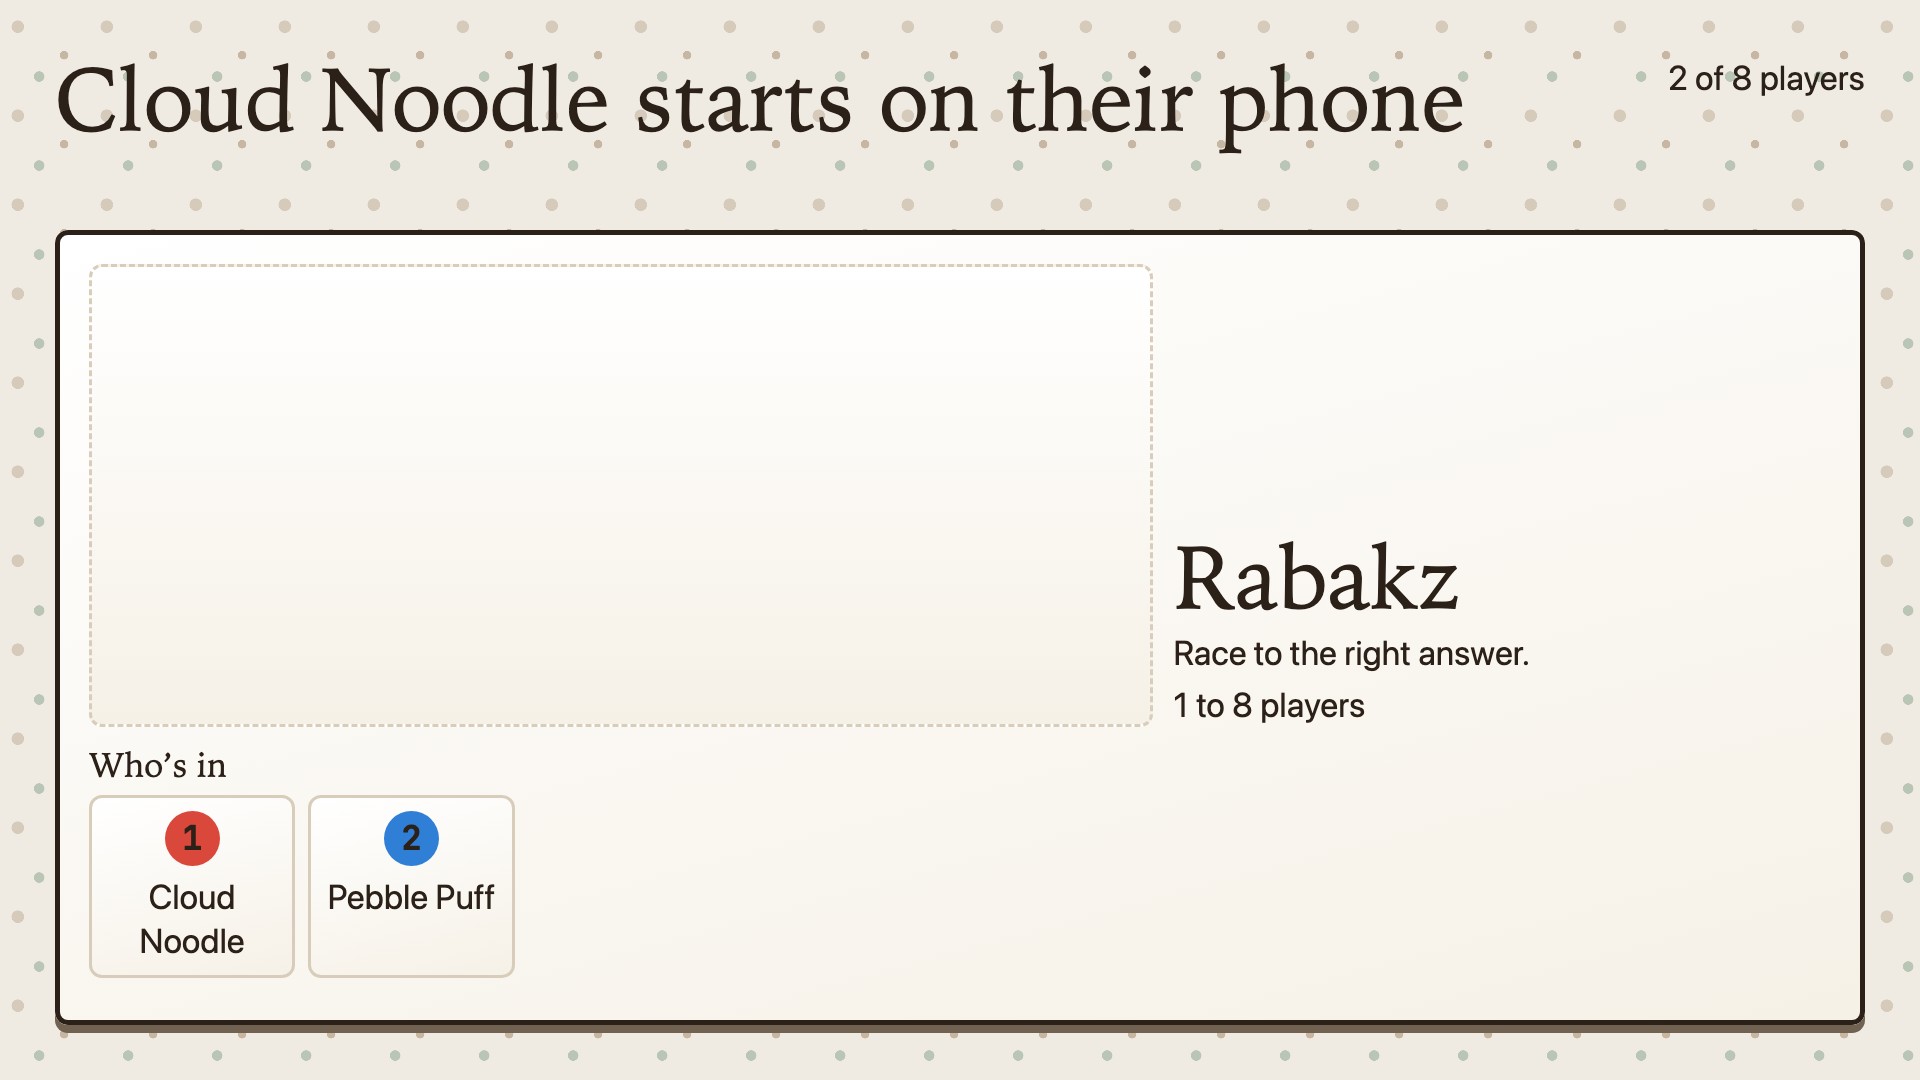 Cloud Noodle starts on their phone
2 of 8 players
Rabakz
Race to the right answer.
1 to 8 players
Who’s in
1
Cloud
Noodle
2
Pebble Puff